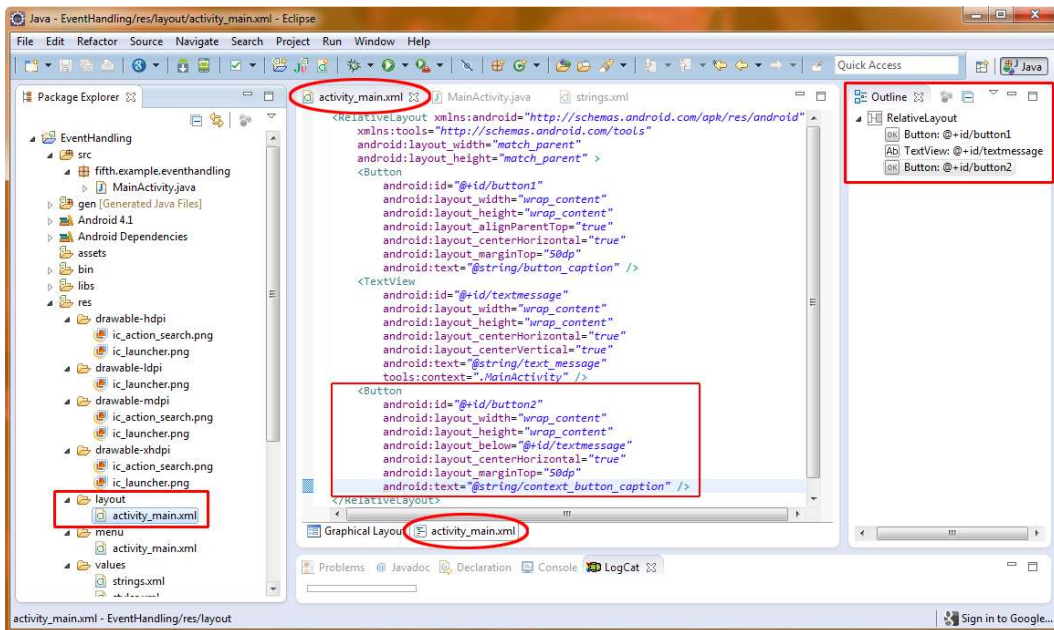 Java - EventHandling/res/layout/activity_main.xml - Eclipse
File Edit Refactor Source Navigate Search Project Run Window Help
Quick Access
Java
Package Explorer
EventHandling
src
fifth.example.eventhandling
MainActivity.java
gen [Generated Java Files]
Android 4.1
Android Dependencies
assets
bin
libs
res
drawable-hdpi
ic_action_search.png
ic_launcher.png
drawable-ldpi
ic_launcher.png
drawable-mdpi
ic_action_search.png
ic_launcher.png
drawable-xhdpi
ic_action_search.png
ic_launcher.png
layout
activity_main.xml
menu
activity_main.xml
values
strings.xml
activity_main.xml
MainActivity.java
strings.xml
<RelativeLayout xmlns:android="http://schemas.android.com/apk/res/android"
xmlns:tools="http://schemas.android.com/tools"
android:layout_width="match_parent"
android:layout_height="match_parent" >
<Button
android:id="@+id/button1"
android:layout_width="wrap_content"
android:layout_height="wrap_content"
android:layout_alignParentTop="true"
android:layout_centerHorizontal="true"
android:layout_marginTop="50dp"
android:text="@string/button_caption" />
<TextView
android:id="@+id/textmessage"
android:layout_width="wrap_content"
android:layout_height="wrap_content"
android:layout_centerHorizontal="true"
android:layout_centerVertical="true"
android:text="@string/text_message"
tools:context=".MainActivity" />
<Button
android:id="@+id/button2"
android:layout_width="wrap_content"
android:layout_height="wrap_content"
android:layout_below="@+id/textmessage"
android:layout_centerHorizontal="true"
android:layout_marginTop="50dp"
android:text="@string/context_button_caption" />
</RelativeLayout>
Graphical Layout
activity_main.xml
Problems @ Javadoc Declaration Console LogCat
Outline
RelativeLayout
OK Button: @+id/button1
Ab TextView: @+id/textmessage
OK Button: @+id/button2
activity_main.xml - EventHandling/res/layout
Sign in to Google...